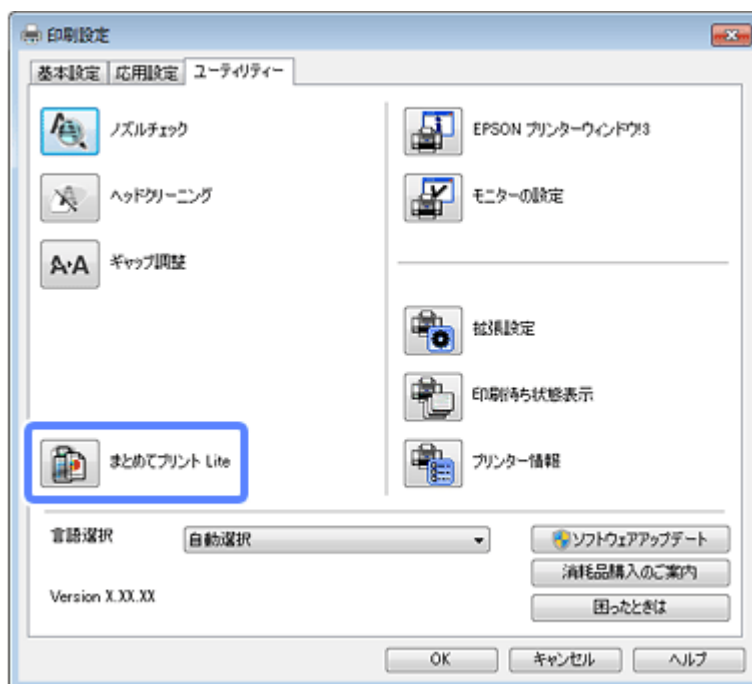 印刷設定
基本設定 応用設定 ユーティリティー
ノズルチェック
ヘッドクリーニング
A▸A ギャップ調整
まとめてプリント Lite
EPSON プリンターウィンドウ!3
モニターの設定
拡張設定
印刷待ち状態表示
プリンター情報
言語選択 自動選択
Version X.XX.XX
ソフトウェアアップデート
消耗品購入のご案内
困ったときは
OK キャンセル ヘルプ